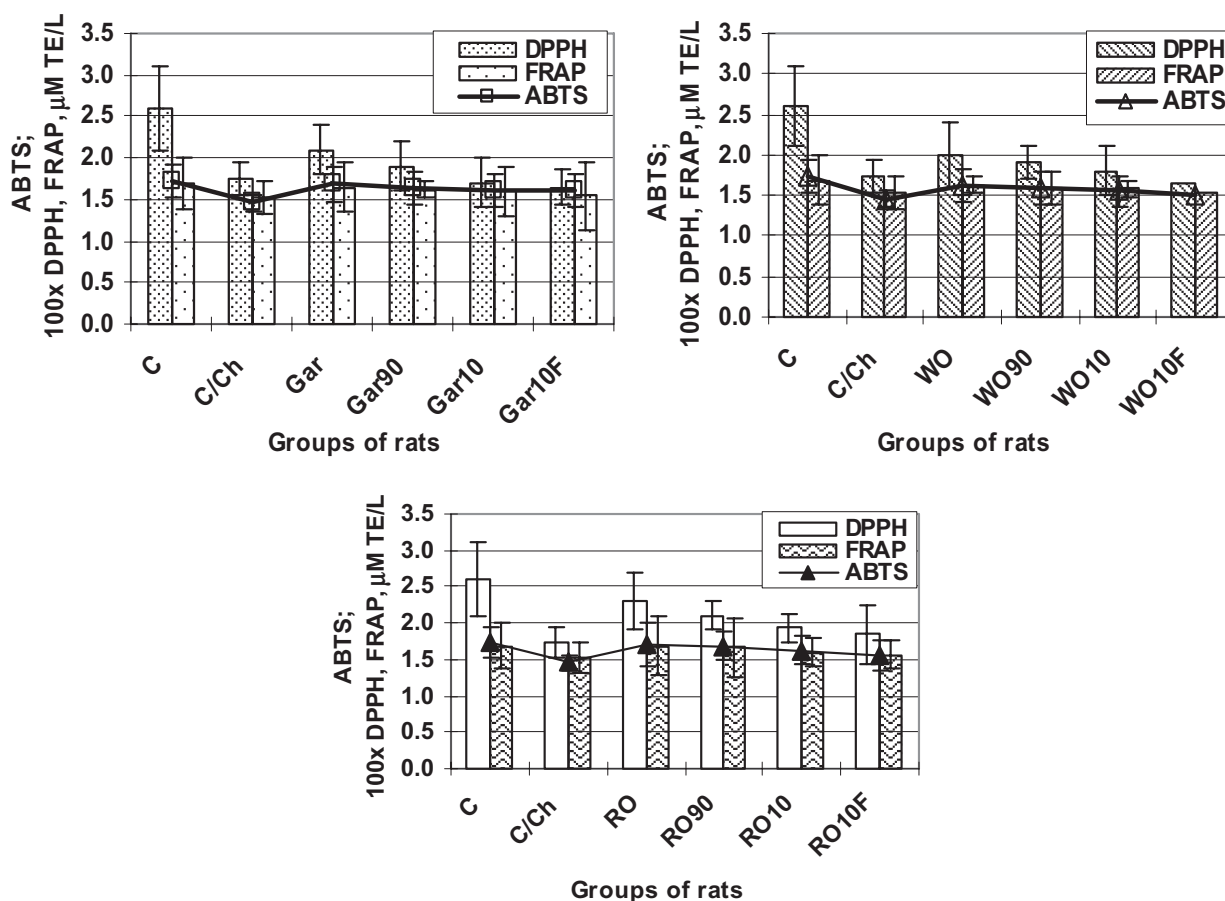 ABTS;
100x DPPH, FRAP, µM TE/L
3.5
3.0
2.5
2.0
1.5
1.0
0.5
0.0
DPPH
FRAP
ABTS
C
C/Ch
Gar
Gar90
Gar10
Gar10F
Groups of rats
ABTS;
100x DPPH, FRAP, µM TE/L
3.5
3.0
2.5
2.0
1.5
1.0
0.5
0.0
DPPH
FRAP
ABTS
C
C/Ch
WO
WO90
WO10
WO10F
Groups of rats
ABTS;
100x DPPH, FRAP, µM TE/L
3.5
3.0
2.5
2.0
1.5
1.0
0.5
0.0
DPPH
FRAP
ABTS
C
C/Ch
RO
RO90
RO10
RO10F
Groups of rats